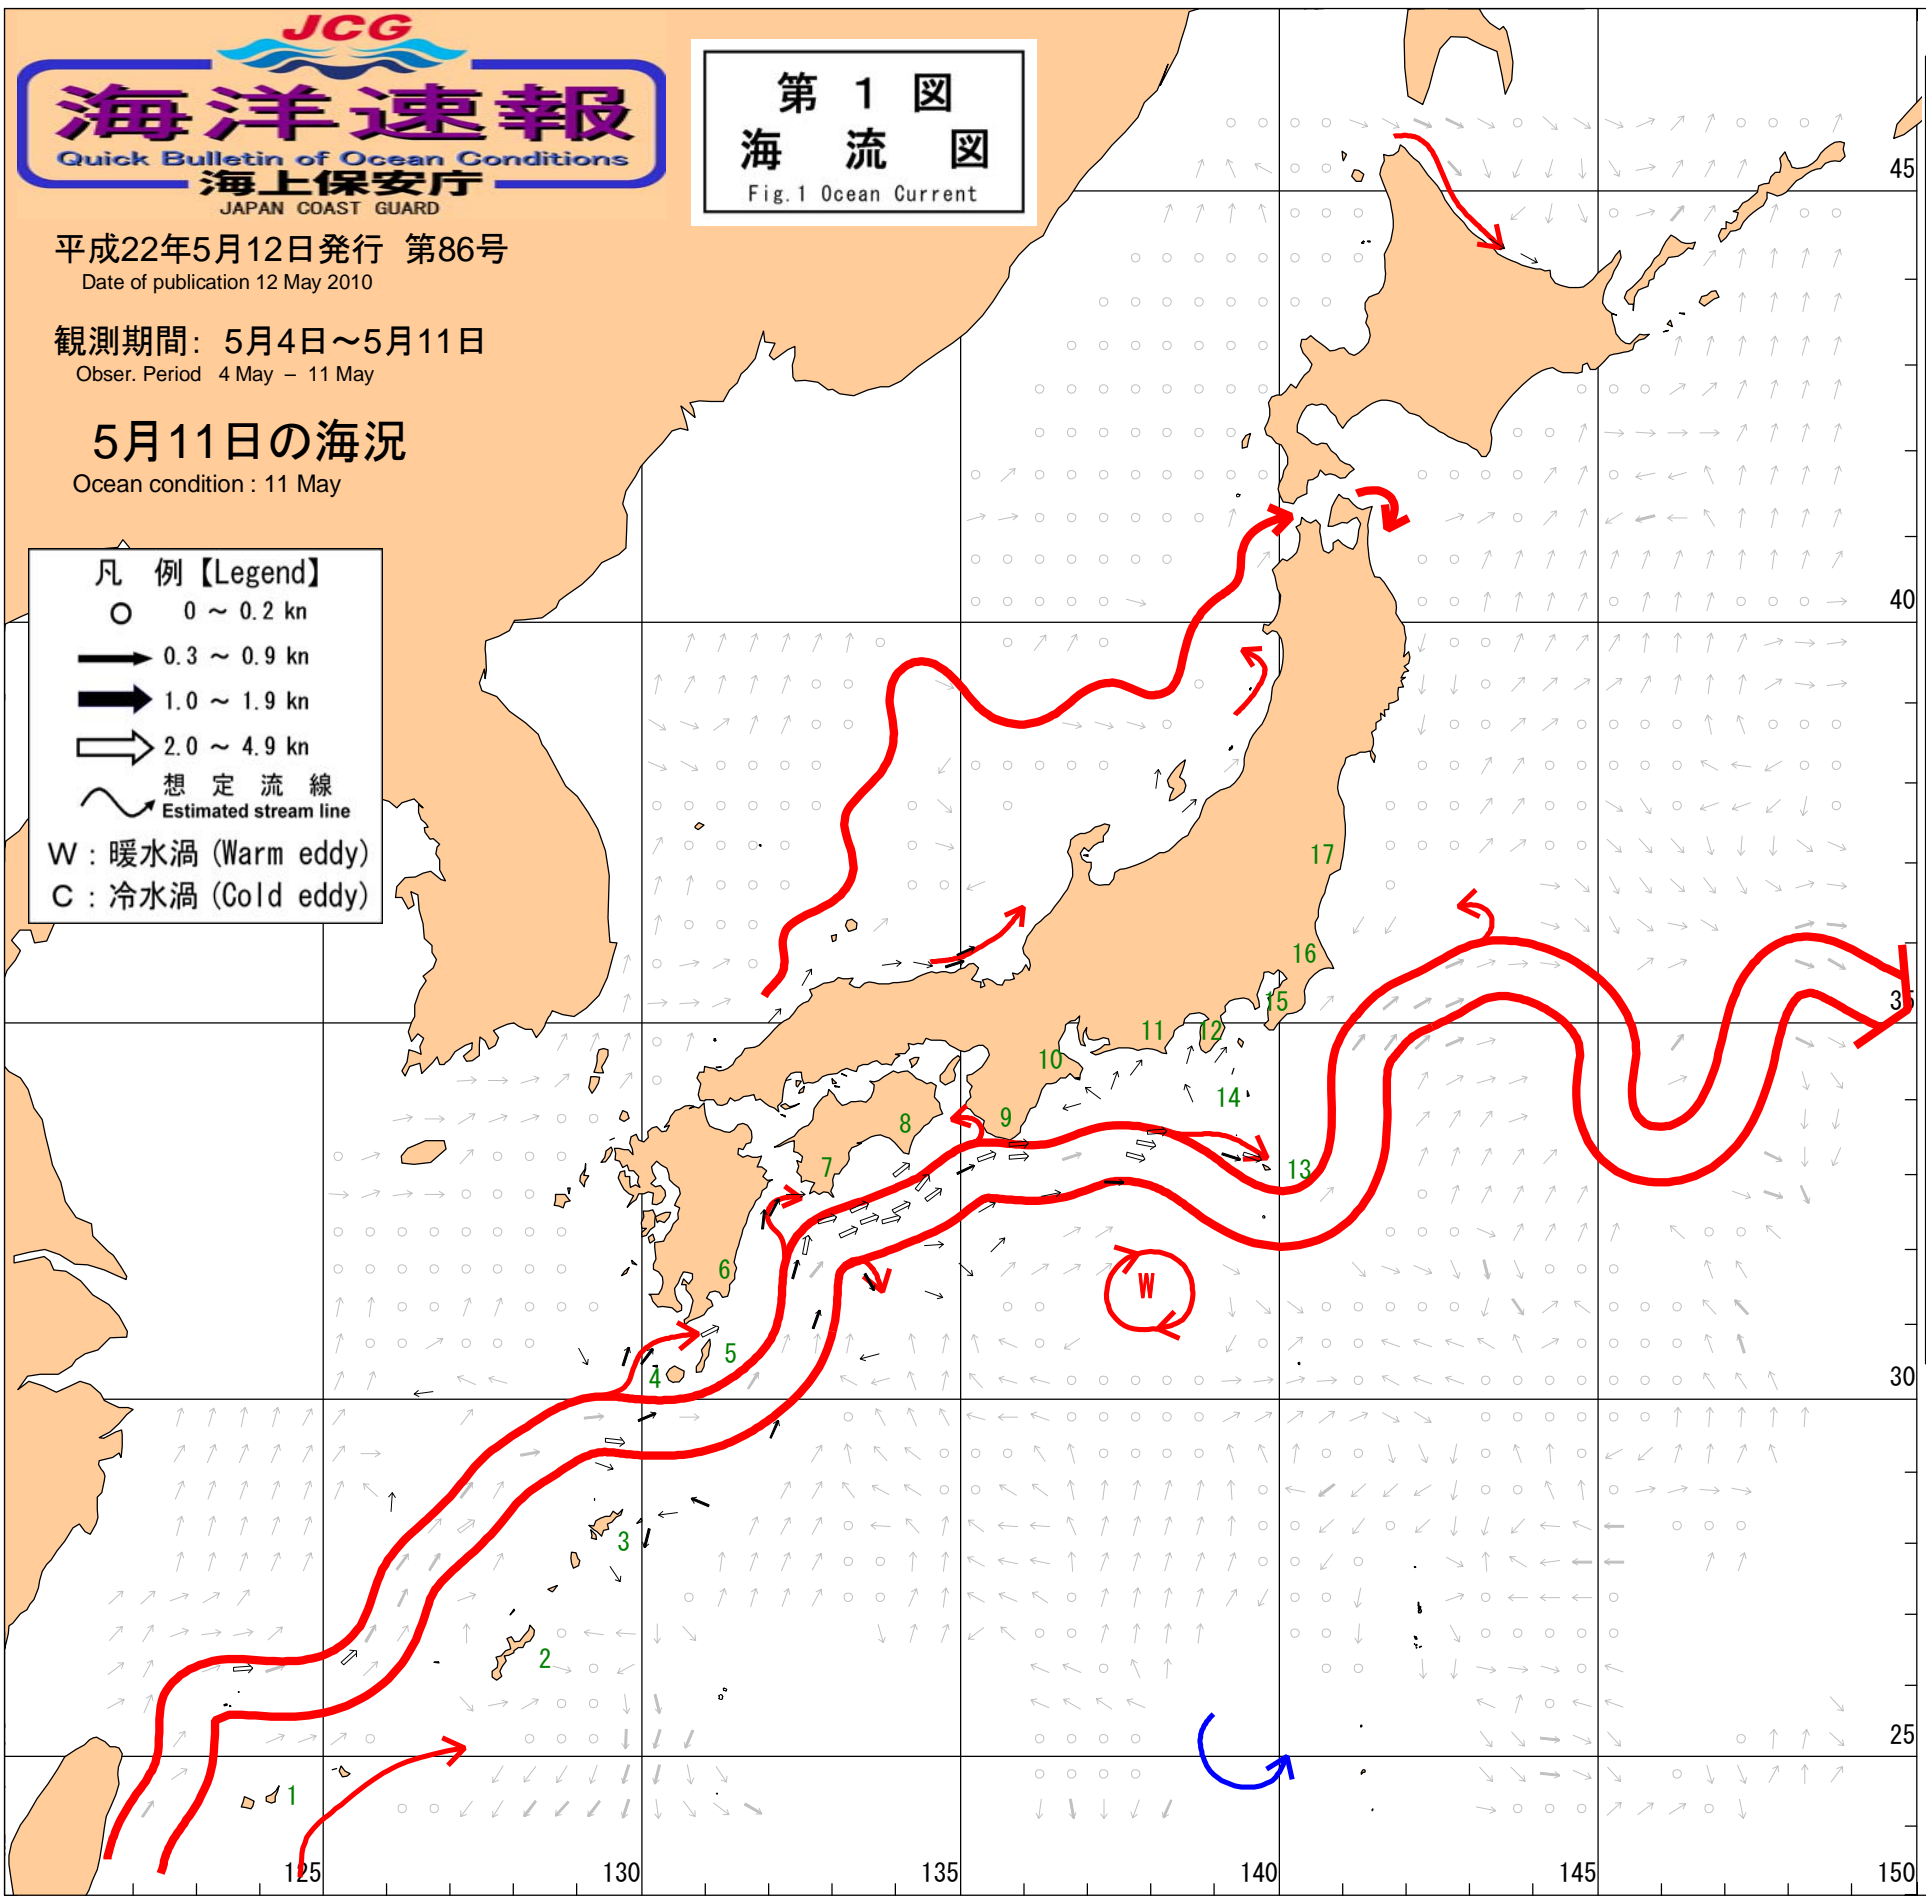 JCG
海洋速報
Quick Bulletin of Ocean Conditions
海上保安庁
JAPAN COAST GUARD
第 1 図
海 流 図
Fig.1 Ocean Current
平成22年5月12日発行 第86号
Date of publication 12 May 2010
観測期間: 5月4日～5月11日
Obser. Period 4 May – 11 May
5月11日の海況
Ocean condition : 11 May
凡 例【Legend】
0 ～ 0.2 kn
0.3 ～ 0.9 kn
1.0 ～ 1.9 kn
2.0 ～ 4.9 kn
想 定 流 線
Estimated stream line
W : 暖水渦 (Warm eddy)
C : 冷水渦 (Cold eddy)
45
40
17
16
15
35
12
11
10
14
9
8
7
13
6
W
5
4
30
3
2
25
1
125
130
135
140
145
150